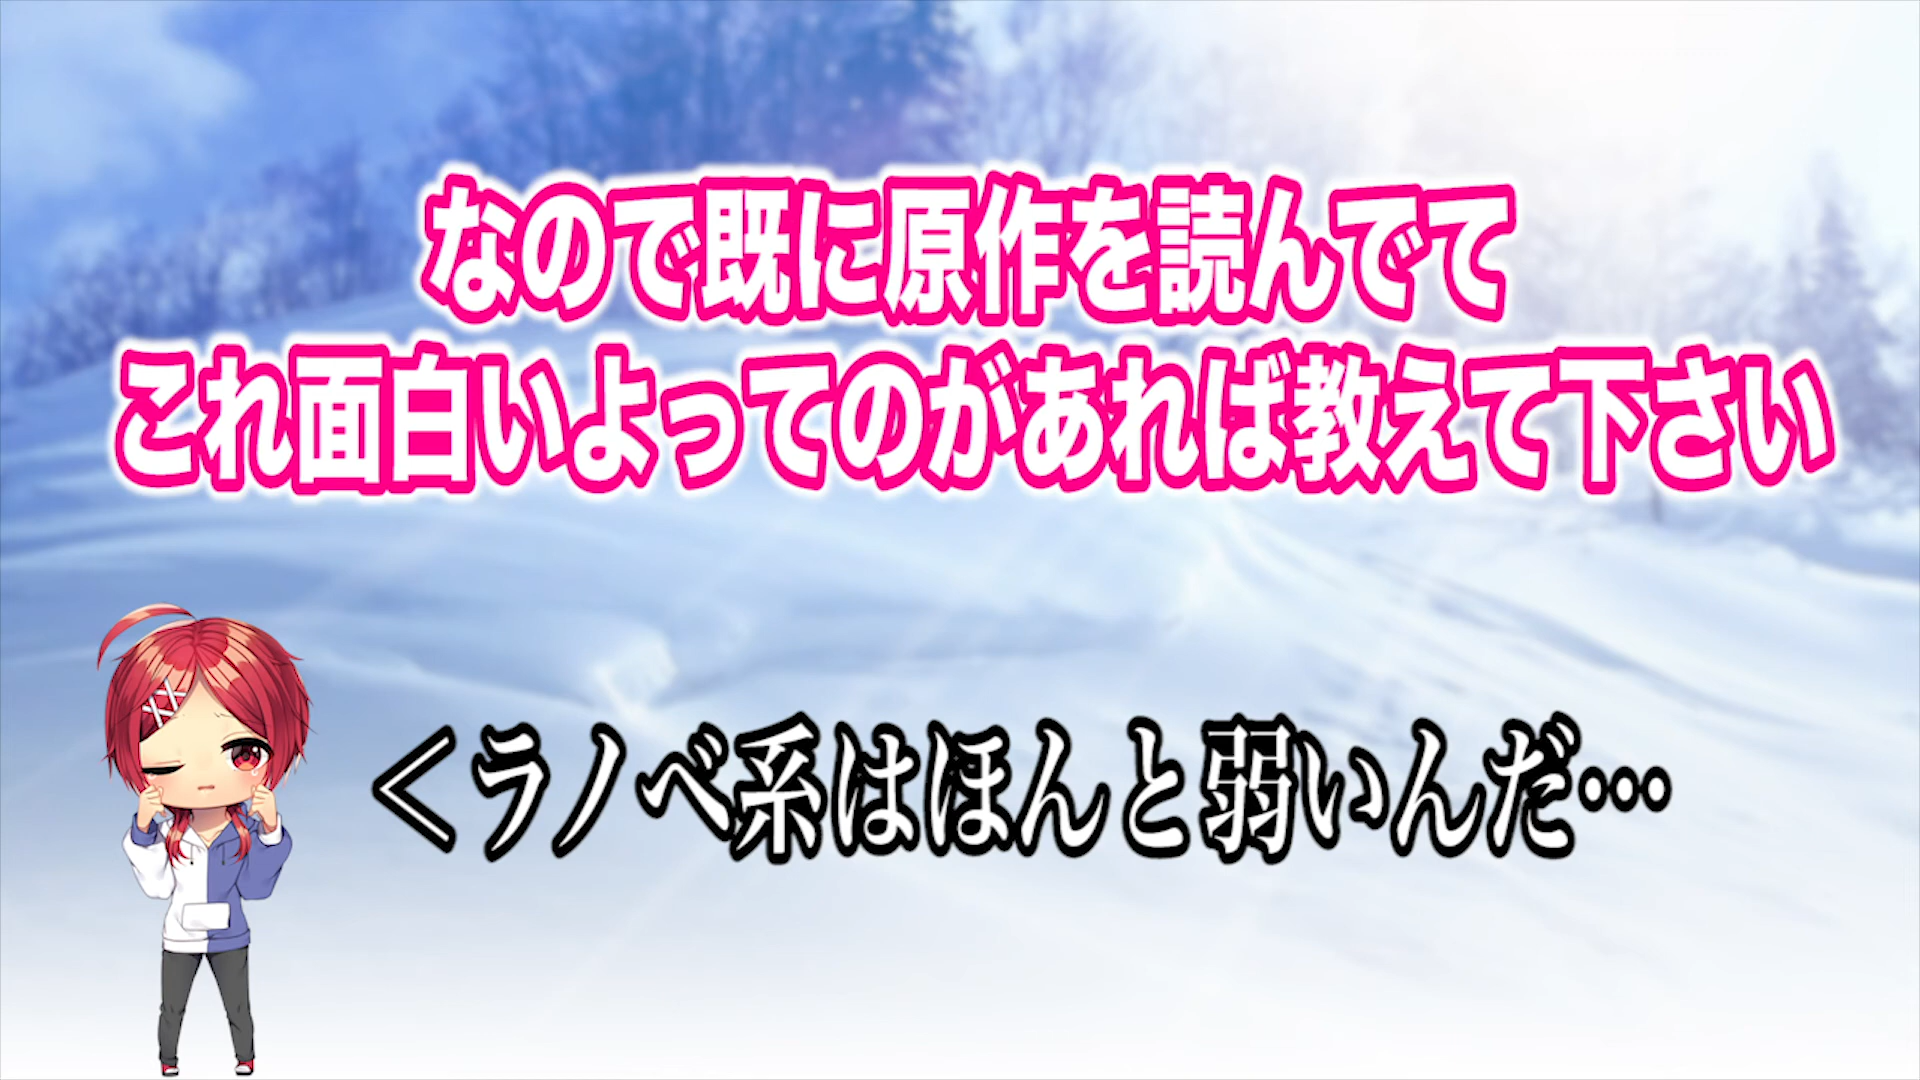 なので既に原作を読んでて
これ面白いよってのがあれば教えて下さい
＜ラノベ系はほんと弱いんだ…